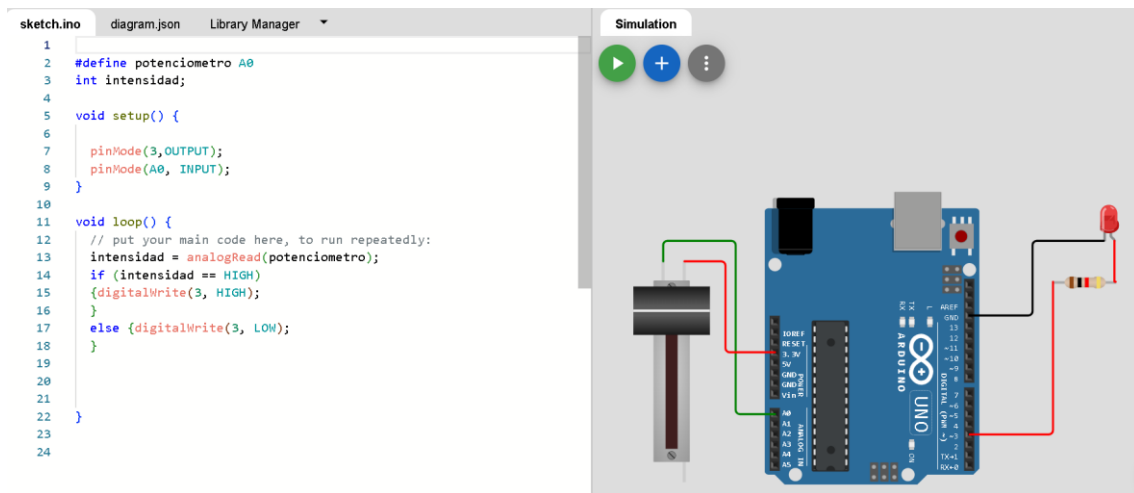 sketch.ino
diagram.json
Library Manager
Simulation
1
2 #define potenciometro A0
3 int intensidad;
4
5 void setup() {
6
7 pinMode(3,OUTPUT);
8 pinMode(A0, INPUT);
9 }
10
11 void loop() {
12 // put your main code here, to run repeatedly:
13 intensidad = analogRead(potenciometro);
14 if (intensidad == HIGH)
15 {digitalWrite(3, HIGH);
16 }
17 else {digitalWrite(3, LOW);
18 }
19
20
21
22 }
23
24
IOREF
RESET
3.3V
5V
GND
GND
Vin
POWER
A0
A1
A2
A3
A4
A5
ANALOG IN
RX
TX
L
ARDUINO
UNO
ON
AREF
GND
13
12
~11
~10
~9
8
7
~6
~5
4
~3
2
TX→1
RX←0
DIGITAL (PWM ~)